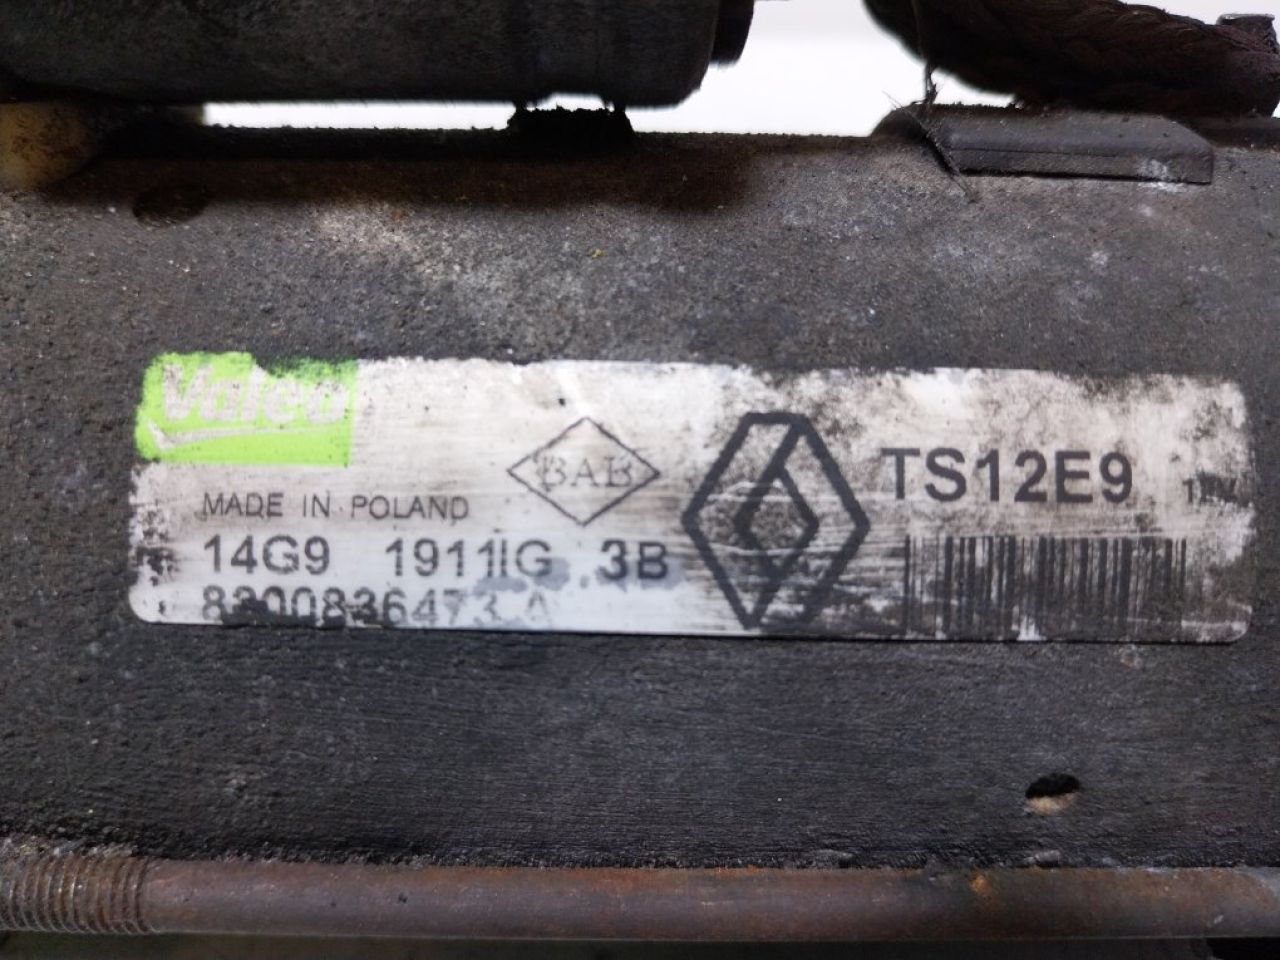 Valeo
BAB
TS12E9
MADE IN POLAND
14G9 1911IG 3B
8200836473 A